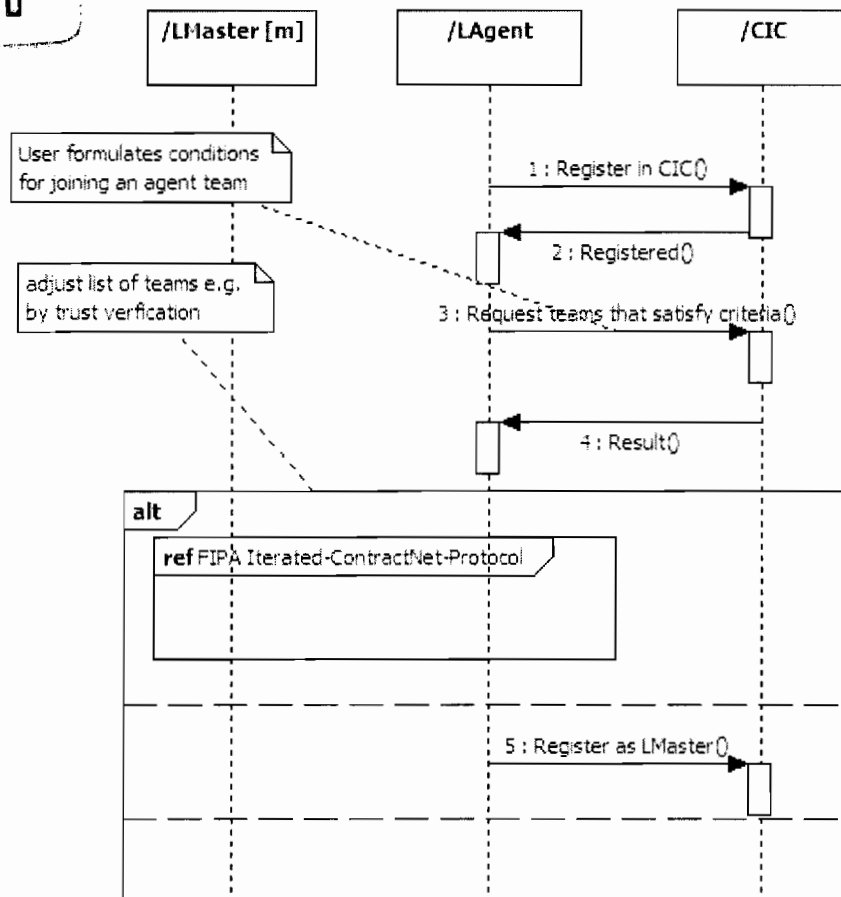 /LMaster [m]
/LAgent
/CIC
User formulates conditions
for joining an agent team
1 : Register in CIC()
2 : Registered()
adjust list of teams e.g.
by trust verfication
3 : Request teams that satisfy criteria()
4 : Result()
alt
ref FIPA Iterated-ContractNet-Protocol
5 : Register as LMaster()